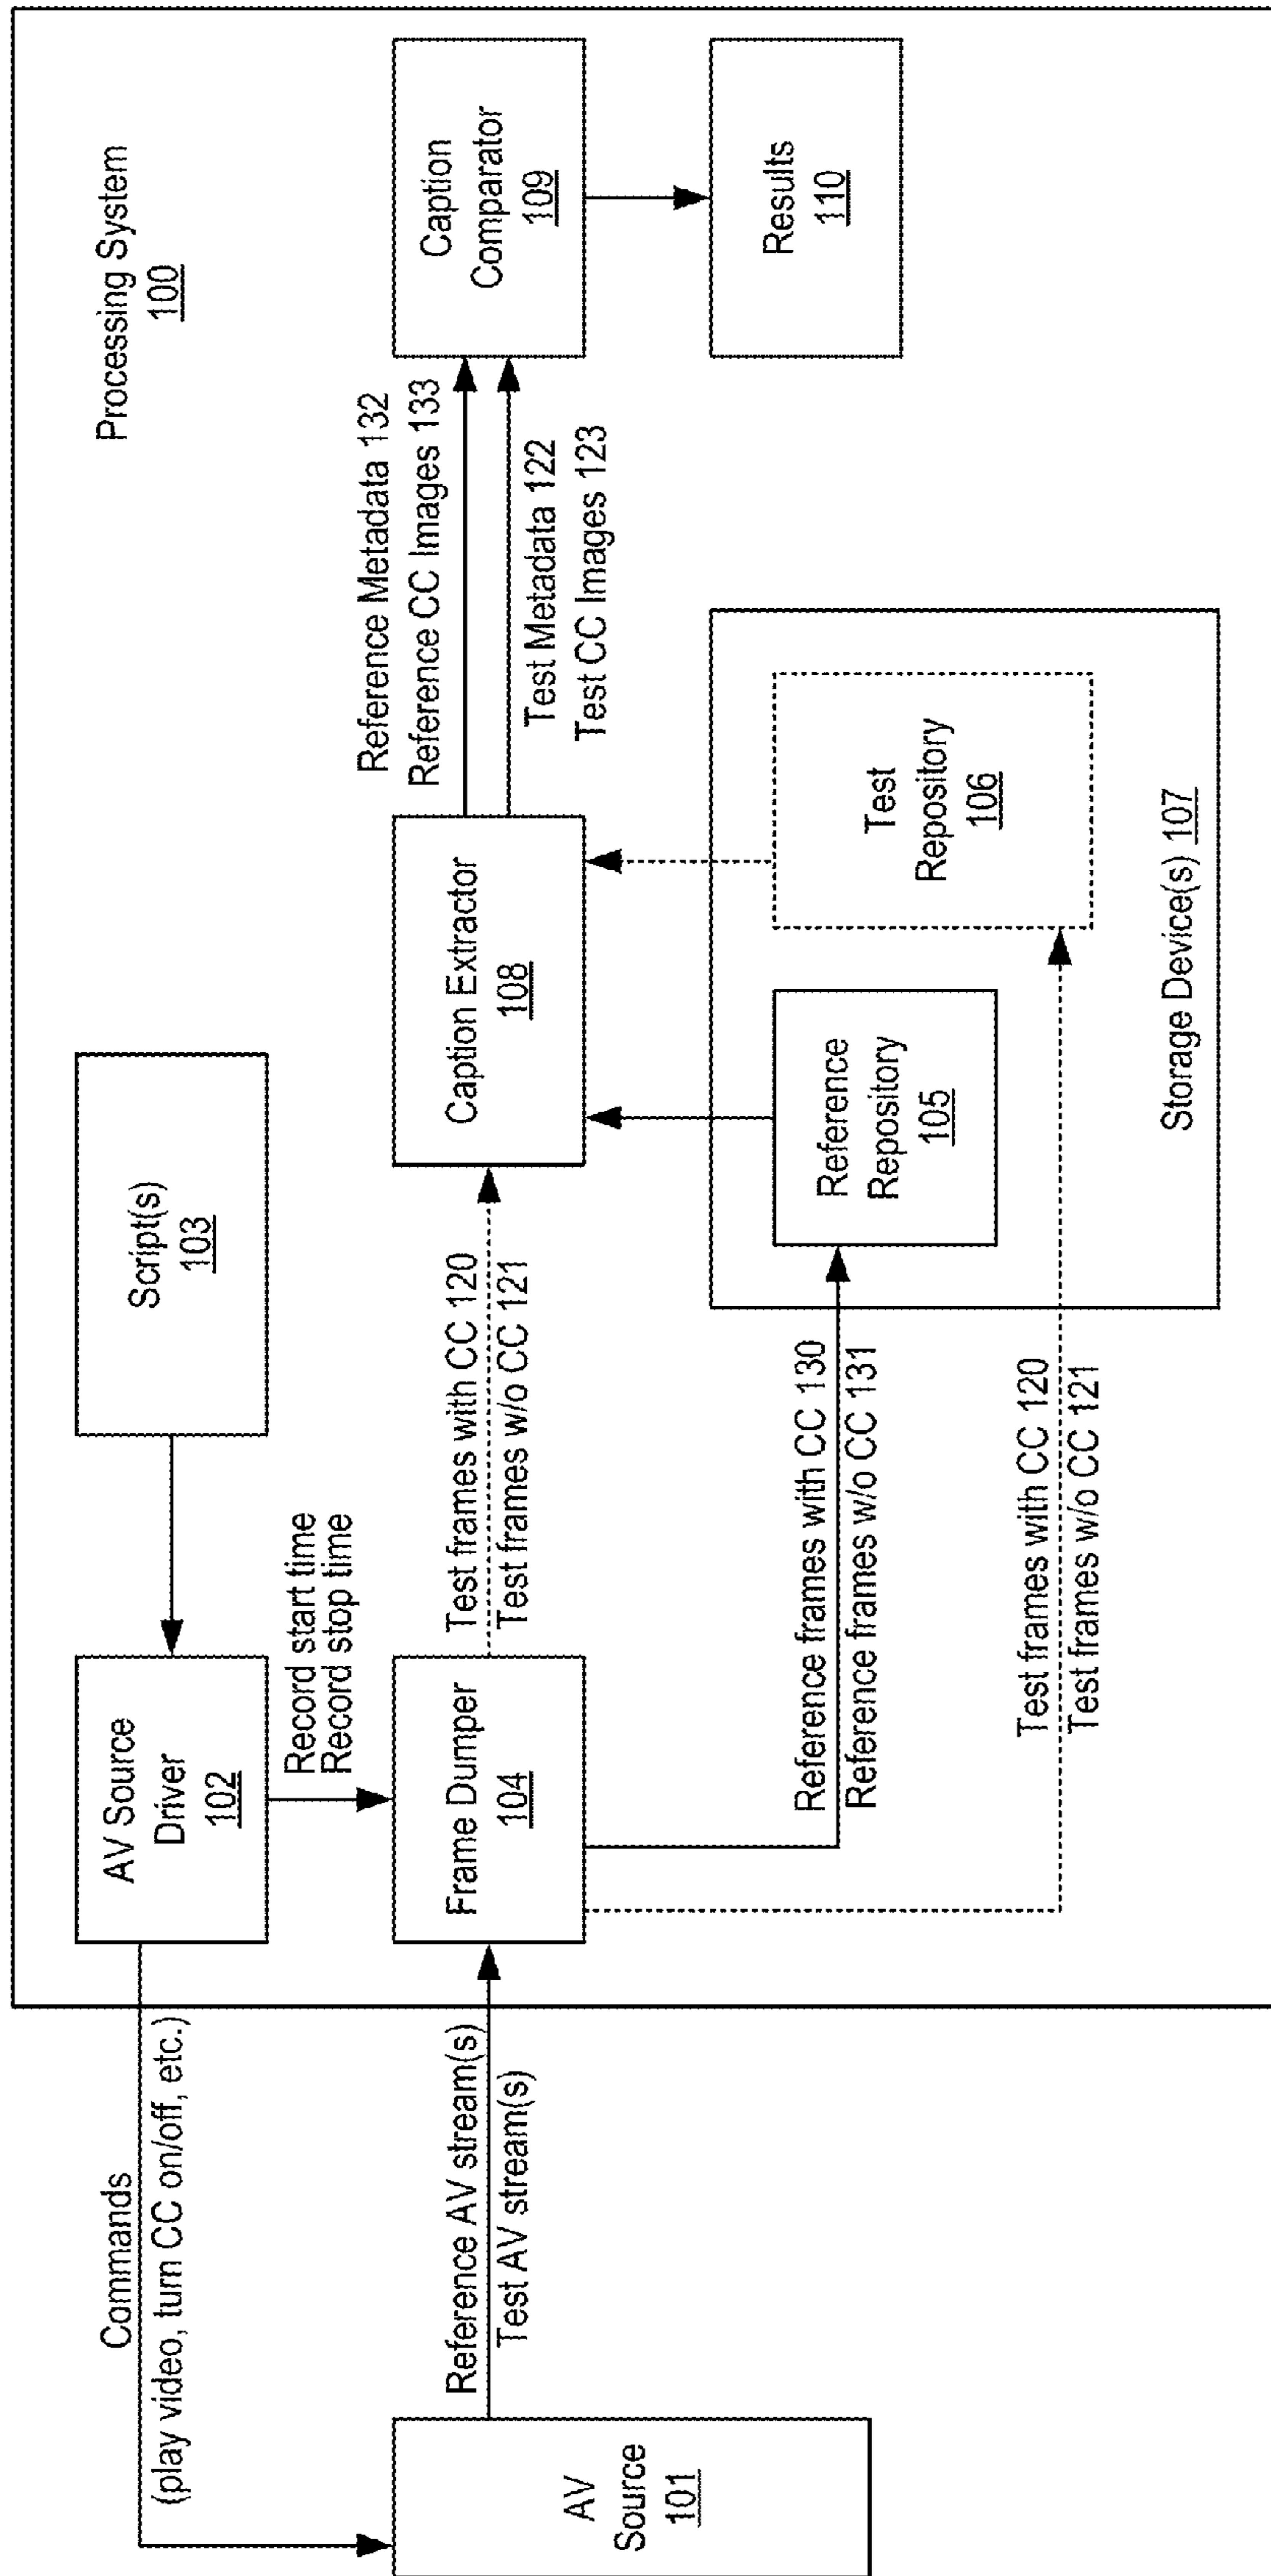 Processing System
100
Commands
(play video, turn CC on/off, etc.)
AV Source
Driver
102
Script(s)
103
Record start time
Record stop time
AV
Source
101
Reference AV stream(s)
Test AV stream(s)
Frame Dumper
104
Test frames with CC 120
Test frames w/o CC 121
Caption Extractor
108
Reference Metadata 132
Reference CC Images 133
Test Metadata 122
Test CC Images 123
Caption
Comparator
109
Results
110
Reference frames with CC 130
Reference frames w/o CC 131
Reference
Repository
105
Test
Repository
106
Test frames with CC 120
Test frames w/o CC 121
Storage Device(s) 107